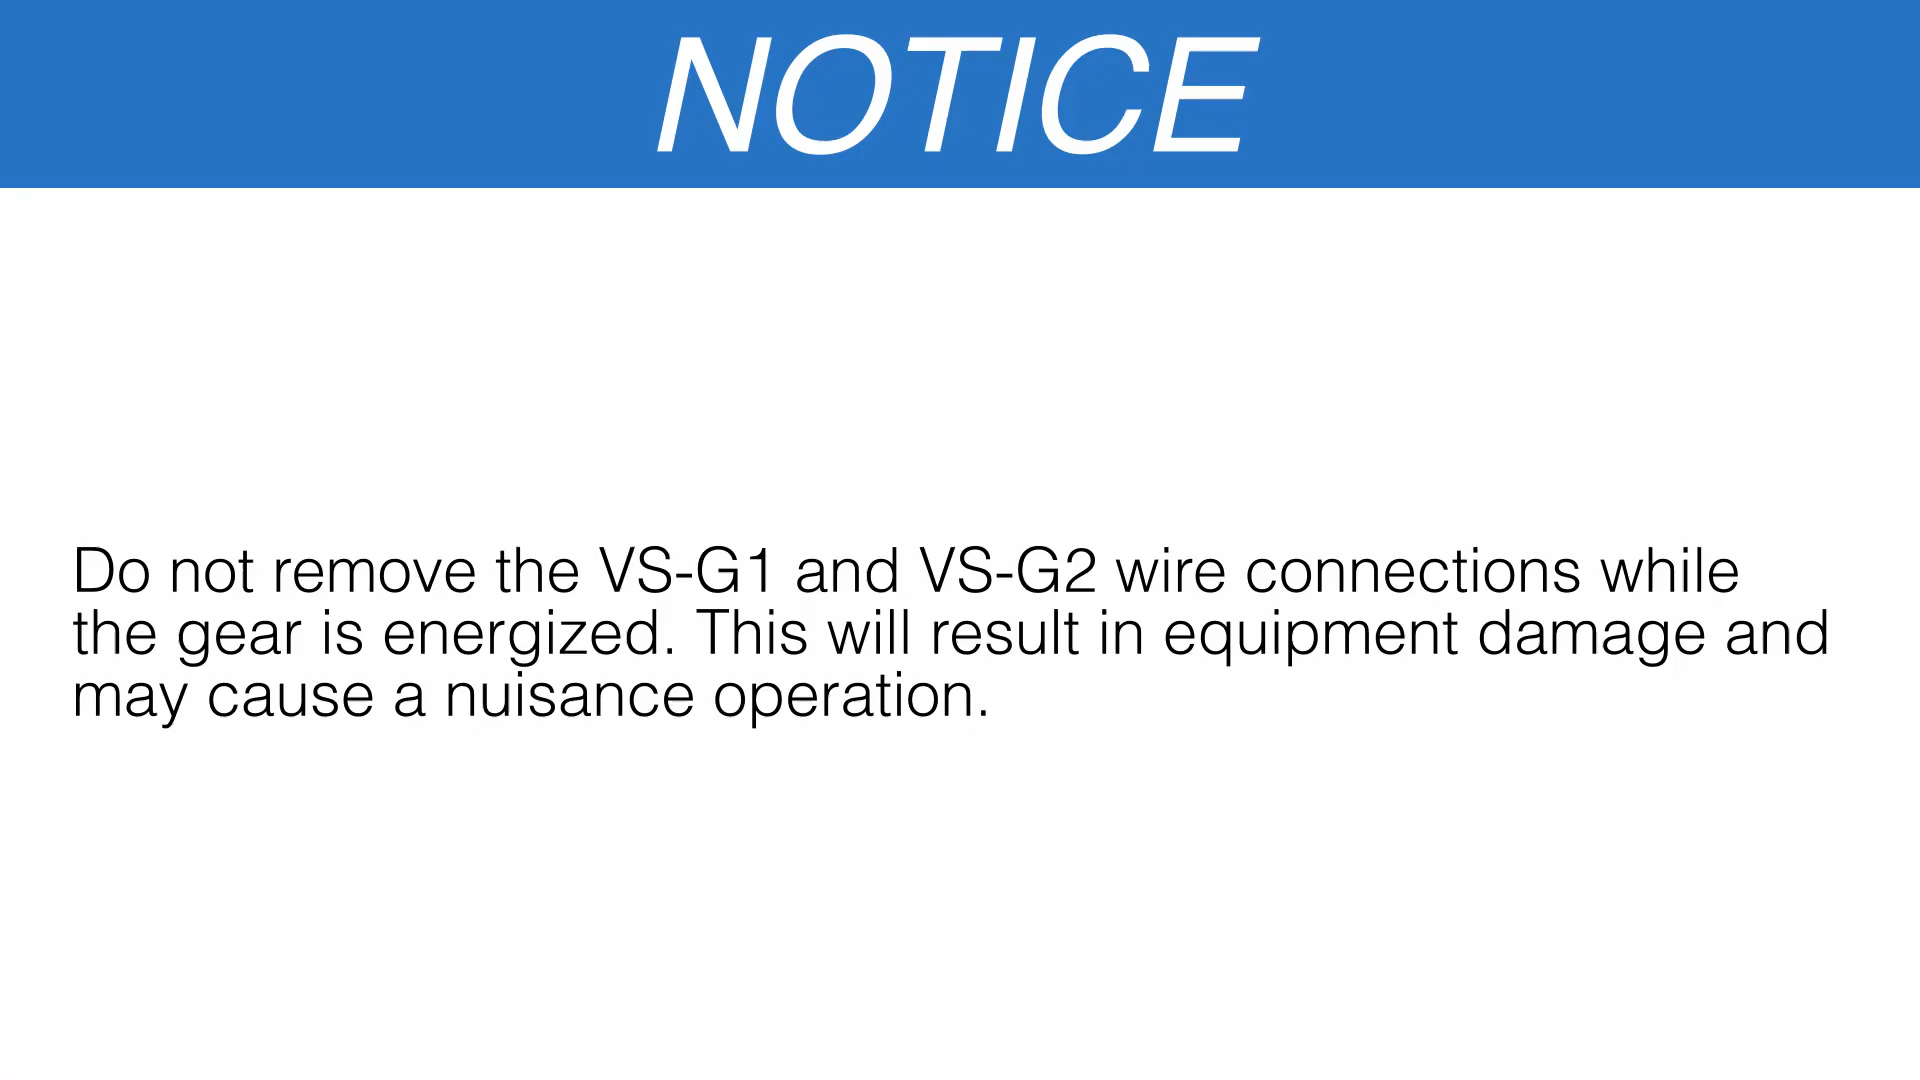 NOTICE
Do not remove the VS-G1 and VS-G2 wire connections while
the gear is energized. This will result in equipment damage and
may cause a nuisance operation.